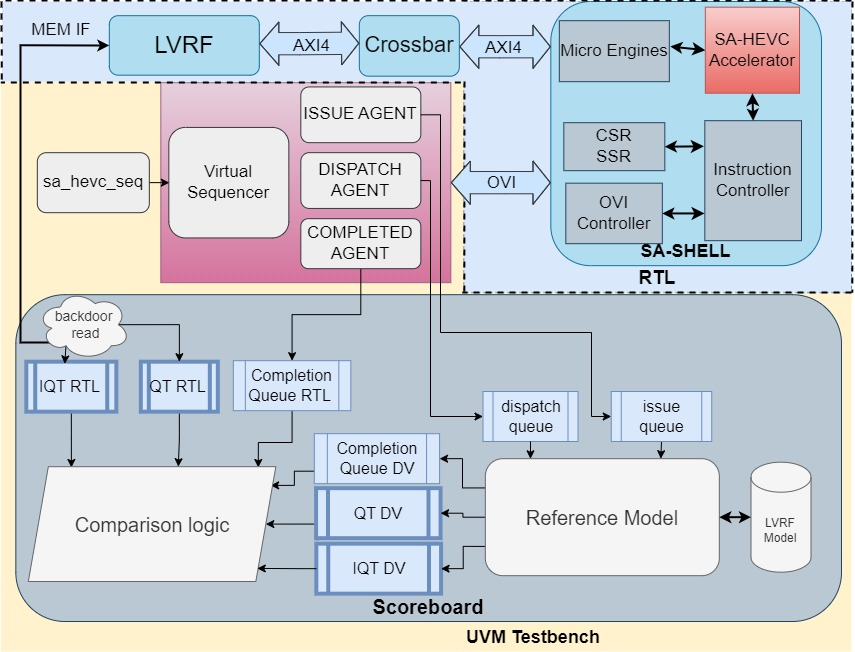 MEM IF
LVRF
AXI4
Crossbar
AXI4
Micro Engines
SA-HEVC
Accelerator
ISSUE AGENT
CSR
SSR
sa_hevc_seq
Virtual
Sequencer
DISPATCH
AGENT
OVI
Instruction
Controller
OVI
Controller
COMPLETED
AGENT
SA-SHELL
RTL
backdoor
read
IQT RTL
QT RTL
Completion
Queue RTL
dispatch
queue
issue
queue
Completion
Queue DV
Comparison logic
QT DV
Reference Model
LVRF
Model
IQT DV
Scoreboard
UVM Testbench